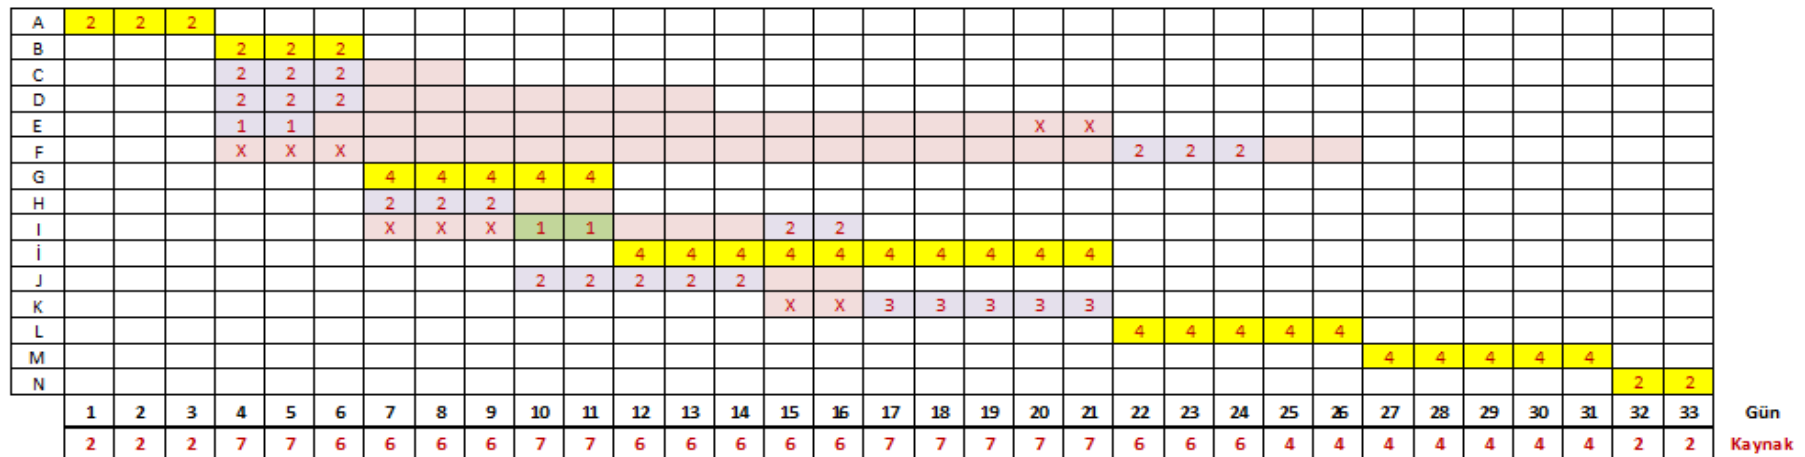 A 2 2 2
B 2 2 2
C 2 2 2
D 2 2 2
E 1 1 X X
F X X X 2 2 2
G 4 4 4 4 4
H 2 2 2
I X X X 1 1 2 2
İ 4 4 4 4 4 4 4 4 4 4
J 2 2 2 2 2
K X X 3 3 3 3 3
L 4 4 4 4 4
M 4 4 4 4 4
N 2 2
1 2 3 4 5 6 7 8 9 10 11 12 13 14 15 16 17 18 19 20 21 22 23 24 25 26 27 28 29 30 31 32 33 Gün
2 2 2 7 7 6 6 6 6 7 7 6 6 6 6 6 7 7 7 7 7 6 6 6 4 4 4 4 4 4 4 2 2 Kaynak